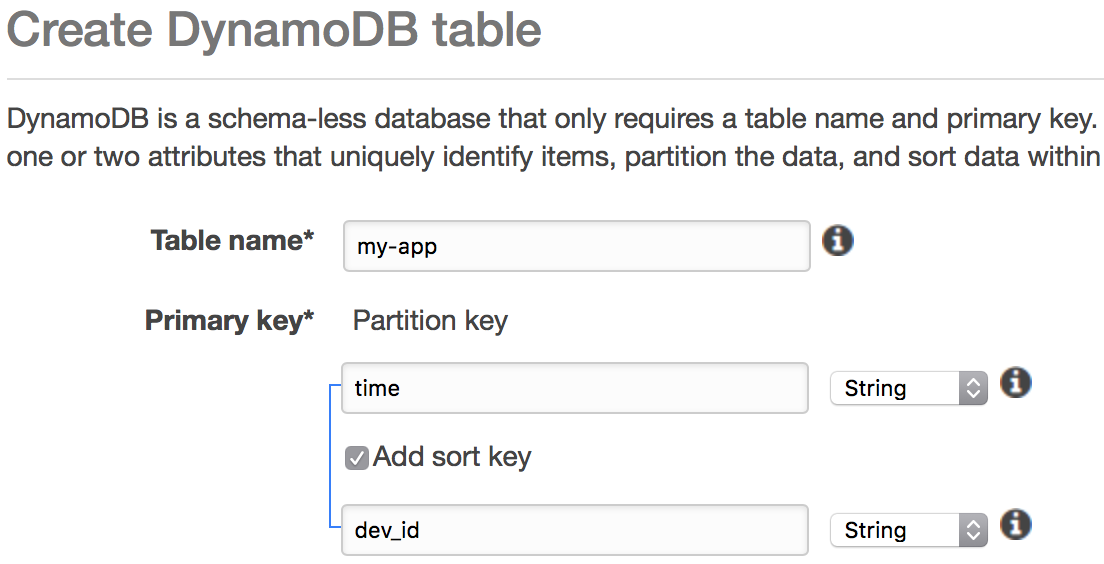 Create DynamoDB table
DynamoDB is a schema-less database that only requires a table name and primary key.
one or two attributes that uniquely identify items, partition the data, and sort data within
Table name* my-app
Primary key* Partition key
time String
Add sort key
dev_id String